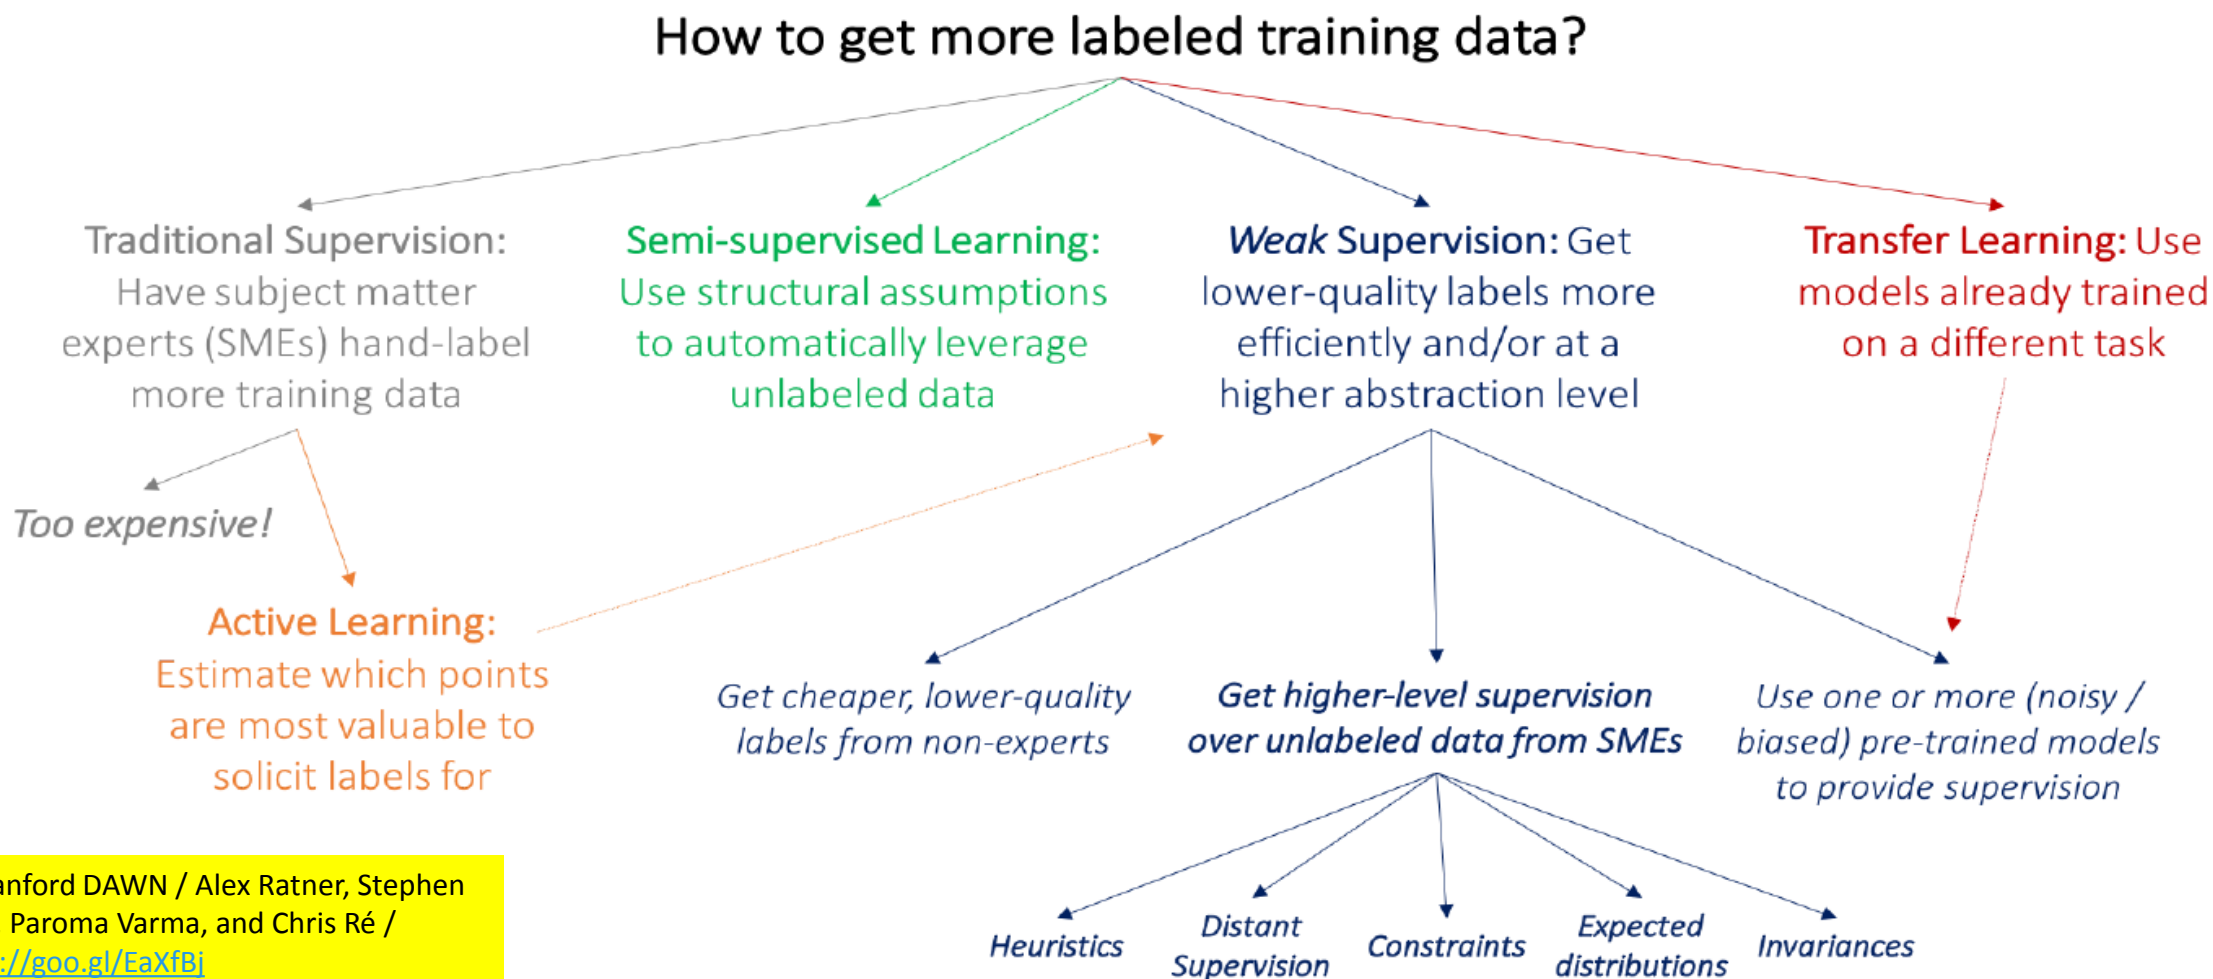 How to get more labeled training data?
Traditional Supervision:
Have subject matter
experts (SMEs) hand-label
more training data
Semi-supervised Learning:
Use structural assumptions
to automatically leverage
unlabeled data
Weak Supervision: Get
lower-quality labels more
efficiently and/or at a
higher abstraction level
Transfer Learning: Use
models already trained
on a different task
Too expensive!
Active Learning:
Estimate which points
are most valuable to
solicit labels for
Get cheaper, lower-quality
labels from non-experts
Get higher-level supervision
over unlabeled data from SMEs
Use one or more (noisy /
biased) pre-trained models
to provide supervision
Heuristics
Distant
Supervision
Constraints
Expected
distributions
Invariances
anford DAWN / Alex Ratner, Stephen
Paroma Varma, and Chris Ré /
://goo.gl/EaXfBj